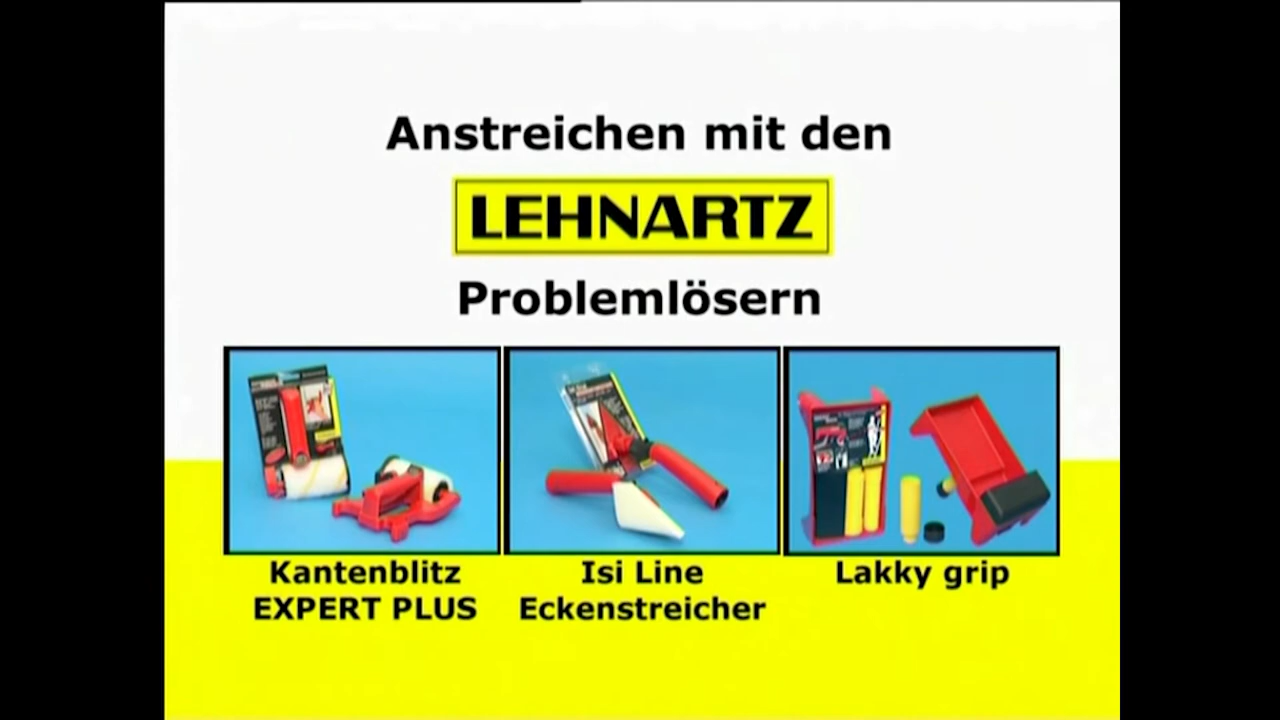 Anstreichen mit den
LEHNARTZ
Problemlösern
Kantenblitz
EXPERT PLUS
Isi Line
Eckenstreicher
Lakky grip